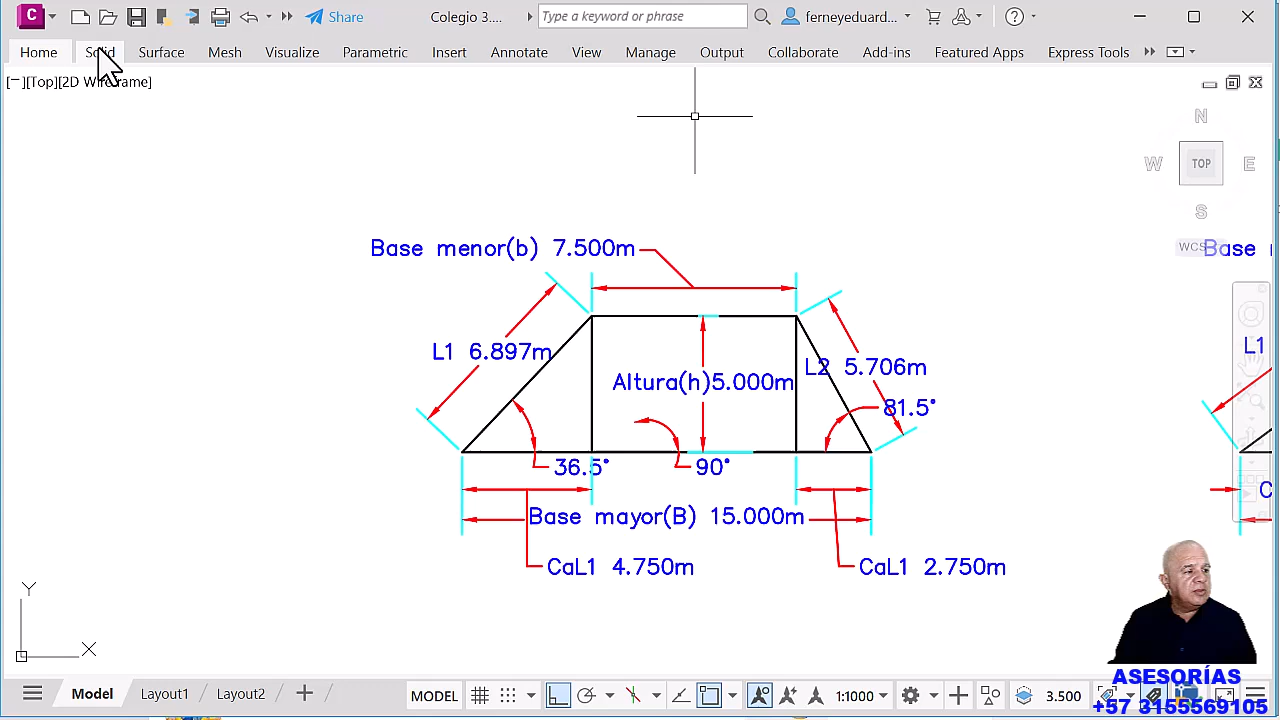 Share
Colegio 3....
Type a keyword or phrase
ferneyeduard...
Home
Solid
Surface
Mesh
Visualize
Parametric
Insert
Annotate
View
Manage
Output
Collaborate
Add-ins
Featured Apps
Express Tools
[−][Top][2D Wireframe]
N
W
TOP
E
S
WCS
Base menor(b) 7.500m
Base
L1 6.897m
L2 5.706m
L1
Altura(h)5.000m
81.5°
36.5°
90°
Base mayor(B) 15.000m
CaL1 4.750m
CaL1 2.750m
Y
X
ASESORÍAS
+57 3155569105
Model
Layout1
Layout2
MODEL
1:1000
3.500